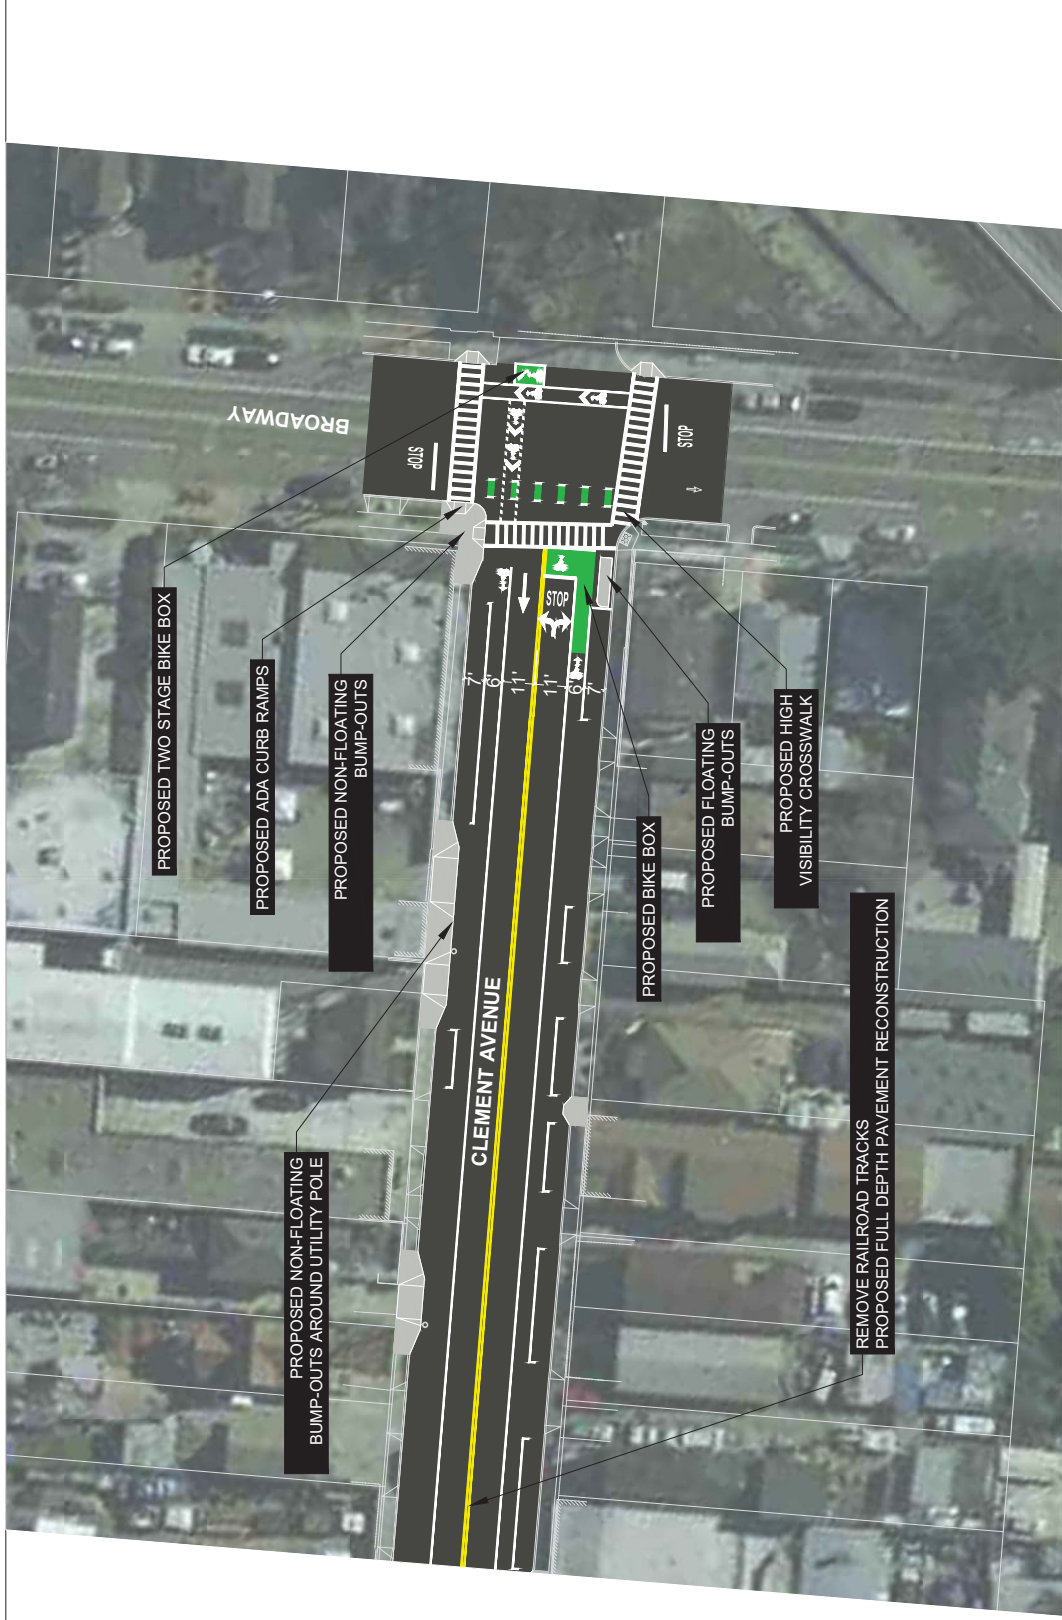 BROADWAY
STOP
STOP
PROPOSED TWO STAGE BIKE BOX
PROPOSED ADA CURB RAMPS
PROPOSED NON-FLOATING
BUMP-OUTS
STOP
7'
6'
11'
11'
6'
7'
PROPOSED FLOATING
BUMP-OUTS
PROPOSED HIGH
VISIBILITY CROSSWALK
PROPOSED BIKE BOX
CLEMENT AVENUE
PROPOSED NON-FLOATING
BUMP-OUTS AROUND UTILITY POLE
REMOVE RAILROAD TRACKS
PROPOSED FULL DEPTH PAVEMENT RECONSTRUCTION